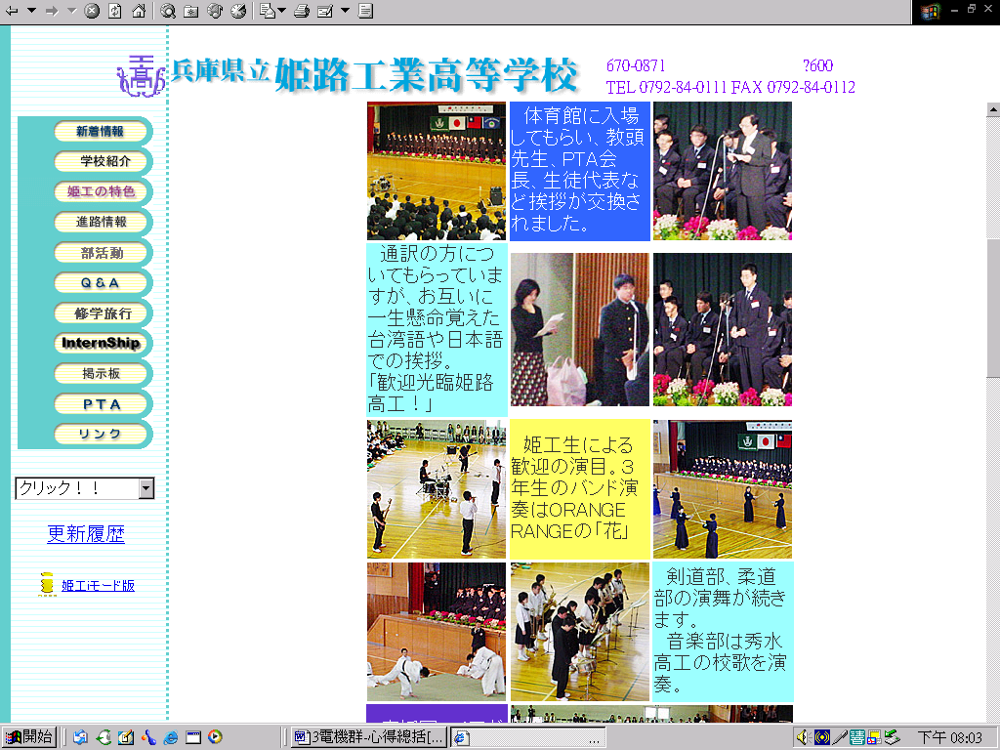 兵庫県立姫路工業高等学校
670-0871 ?600
TEL 0792-84-0111 FAX 0792-84-0112
新着情報
学校紹介
姫工の特色
進路情報
部活動
Q & A
修学旅行
InternShip
掲示板
PTA
リンク
クリック！！
更新履歴
姫工iモード版
体育館に入場
してもらい、教頭
先生、PTA会
長、生徒代表な
ど挨拶が交換さ
れました。
通訳の方につ
いてもらっていま
すが、お互いに
一生懸命覚えた
台湾語や日本語
での挨拶。
「歓迎光臨姫路
高工！」
姫工生による
歓迎の演目。３
年生のバンド演
奏はORANGE
RANGEの「花」
剣道部、柔道
部の演舞が続き
ます。
音楽部は秀水
高工の校歌を演
奏。
開始
3電機群-心得總括[...
...
下午 08:03